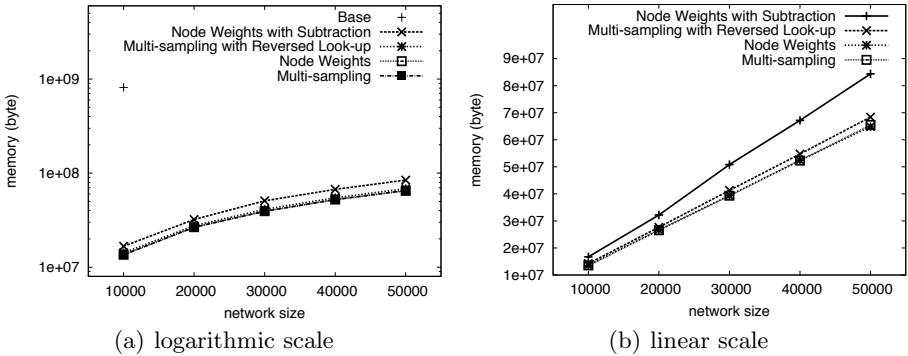 Base
Node Weights with Subtraction
Multi-sampling with Reversed Look-up
Node Weights
Multi-sampling
1e+09
1e+08
1e+07
memory (byte)
10000 20000 30000 40000 50000
network size
(a) logarithmic scale
Node Weights with Subtraction
Multi-sampling with Reversed Look-up
Node Weights
Multi-sampling
9e+07
8e+07
7e+07
6e+07
5e+07
4e+07
3e+07
2e+07
1e+07
memory (byte)
10000 20000 30000 40000 50000
network size
(b) linear scale